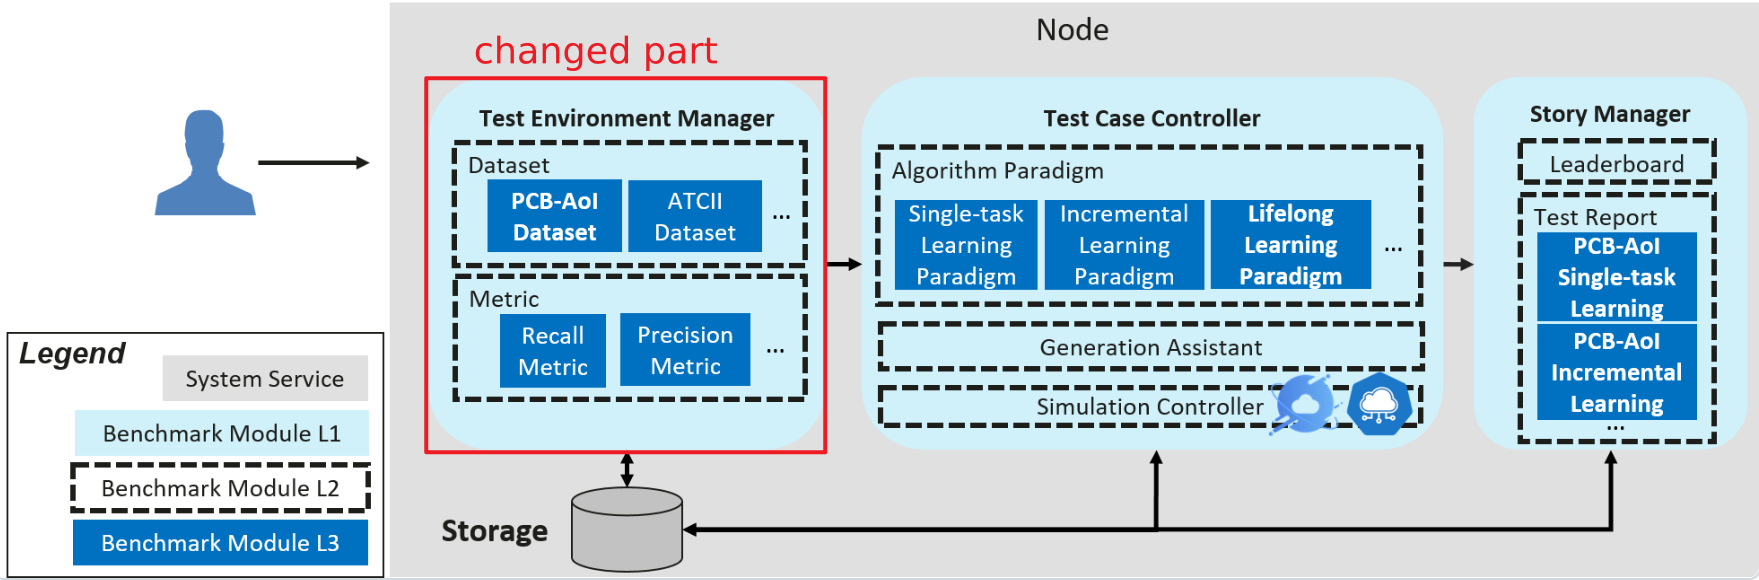 Node
changed part
Test Environment Manager
Dataset
PCB-AoI
Dataset
ATCII
Dataset
...
Metric
Recall
Metric
Precision
Metric
...
Test Case Controller
Algorithm Paradigm
Single-task
Learning
Paradigm
Incremental
Learning
Paradigm
Lifelong
Learning
Paradigm
...
Generation Assistant
Simulation Controller
Story Manager
Leaderboard
Test Report
PCB-AoI
Single-task
Learning
PCB-AoI
Incremental
Learning
...
Storage
Legend
System Service
Benchmark Module L1
Benchmark Module L2
Benchmark Module L3